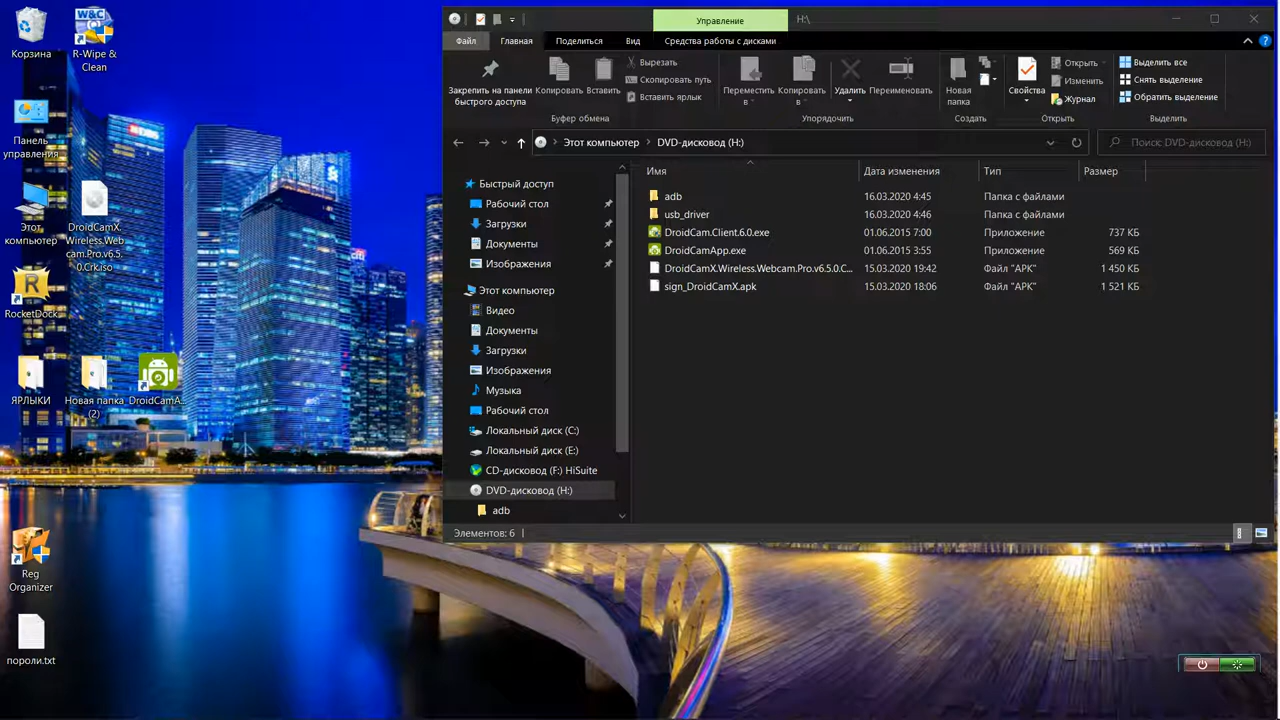 Корзина
R-Wipe &
Clean
Панель
управления
Этот
компьютер
DroidCamX.
Wireless.Web
cam.Pro.v6.5.
0.Crk.iso
RocketDock
ЯРЛЫКИ
Новая папка
(2)
DroidCamA...
Reg
Organizer
пороли.txt
Управление
H:\
Файл
Главная
Поделиться
Вид
Средства работы с дисками
Закрепить на панели
быстрого доступа
Копировать
Вставить
Вырезать
Скопировать путь
Вставить ярлык
Буфер обмена
Переместить
в
Копировать
в
Удалить
Переименовать
Упорядочить
Новая
папка
Создать
Свойства
Открыть
Изменить
Журнал
Открыть
Выделить все
Снять выделение
Обратить выделение
Выделить
Этот компьютер
DVD-дисковод (H:)
Поиск: DVD-дисковод (H:)
Быстрый доступ
Рабочий стол
Загрузки
Документы
Изображения
Этот компьютер
Видео
Документы
Загрузки
Изображения
Музыка
Рабочий стол
Локальный диск (C:)
Локальный диск (E:)
CD-дисковод (F:) HiSuite
DVD-дисковод (H:)
adb
Имя Дата изменения Тип Размер
adb 16.03.2020 4:45 Папка с файлами
usb_driver 16.03.2020 4:46 Папка с файлами
DroidCam.Client.6.0.exe 01.06.2015 7:00 Приложение 737 КБ
DroidCamApp.exe 01.06.2015 3:55 Приложение 569 КБ
DroidCamX.Wireless.Webcam.Pro.v6.5.0.C... 15.03.2020 19:42 Файл "APK" 1 450 КБ
sign_DroidCamX.apk 15.03.2020 18:06 Файл "APK" 1 521 КБ
Элементов: 6